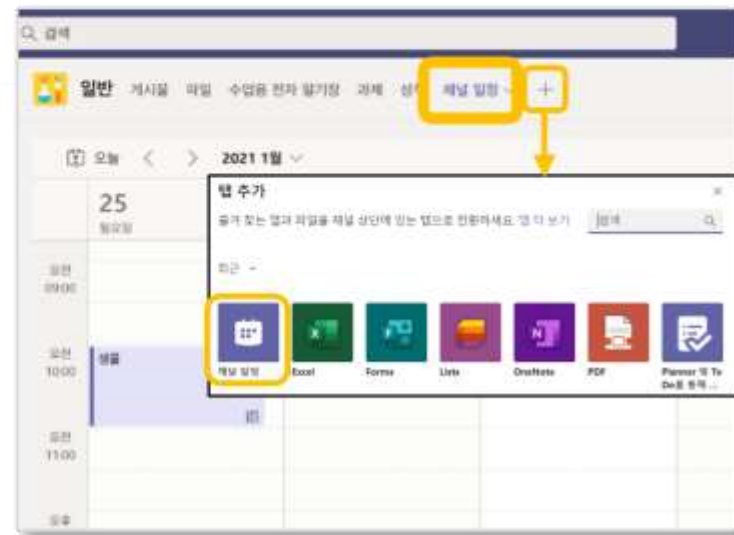 검색
일반 게시물 파일 수업용 전자 필기장 과제 성적 채널 일정 +
오늘 < > 2021 1월
탭 추가 ×
즐겨 찾는 앱과 파일을 채널 상단에 있는 탭으로 전환하세요. 앱 더 보기 검색
25
월요일
최근
오전
09:00
채널 일정 Excel Forms Lists OneNote PDF Planner 및 To
Do용 동적 ...
오전
10:00
생물
오전
11:00
오후